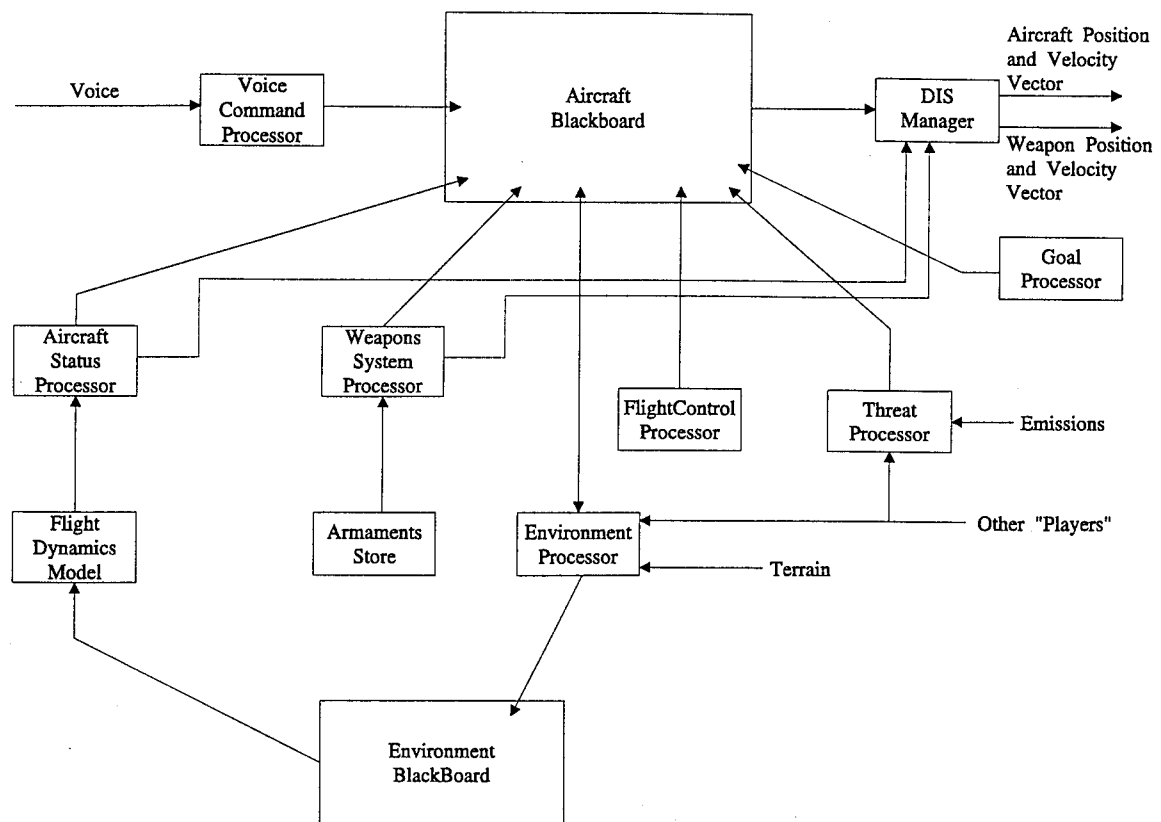 Voice
Voice
Command
Processor
Aircraft
Blackboard
DIS
Manager
Aircraft Position
and Velocity
Vector
Weapon Position
and Velocity
Vector
Goal
Processor
Aircraft
Status
Processor
Weapons
System
Processor
FlightControl
Processor
Threat
Processor
Emissions
Flight
Dynamics
Model
Armaments
Store
Environment
Processor
Other "Players"
Terrain
Environment
BlackBoard